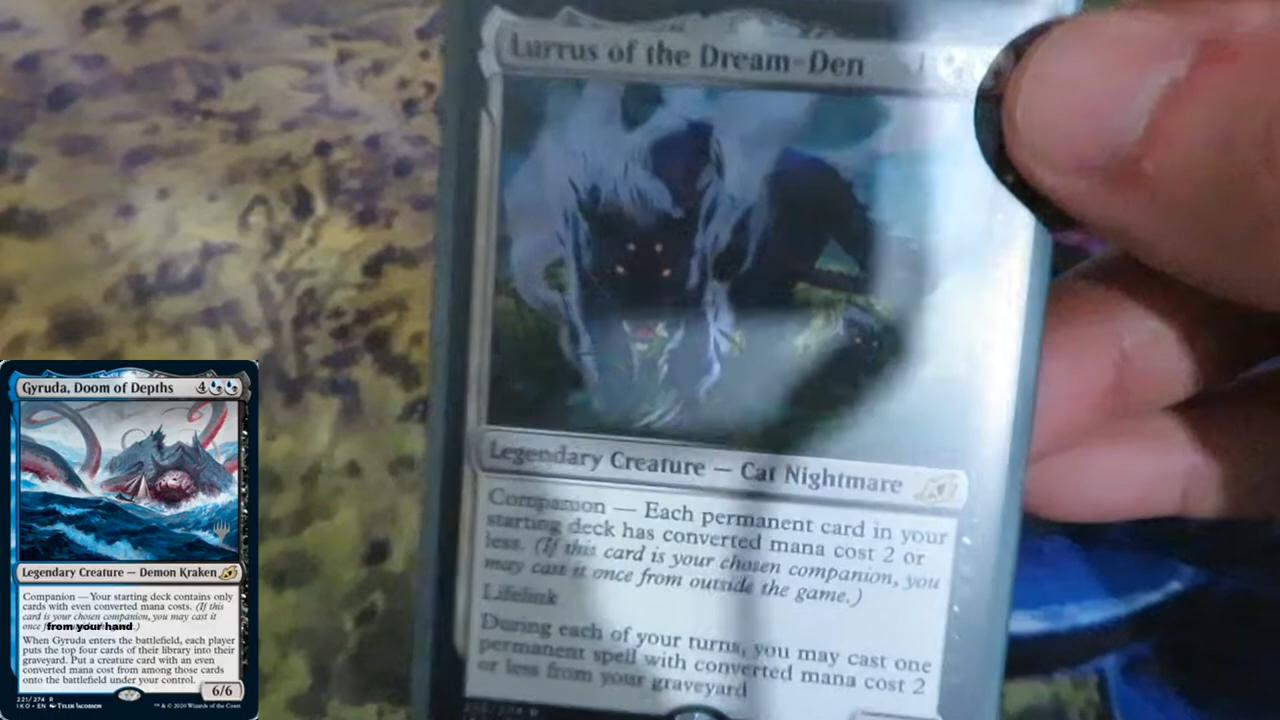 Lurrus of the Dream-Den
Legendary Creature — Cat Nightmare
Companion — Each permanent card in your
starting deck has converted mana cost 2 or
less. (If this card is your chosen companion, you
may cast it once from outside the game.)
Lifelink
During each of your turns, you may cast one
permanent spell with converted mana cost 2
or less from your graveyard
Gyruda, Doom of Depths 4
Legendary Creature — Demon Kraken
Companion — Your starting deck contains only
cards with even converted mana costs. (If this
card is your chosen companion, you may cast it
once from your hand.)
When Gyruda enters the battlefield, each player
puts the top four cards of their library into their
graveyard. Put a creature card with an even
converted mana cost from among those cards
onto the battlefield under your control.
6/6
221/274 R
IKO • EN Tyler Jacobson
™ & © 2020 Wizards of the Coast